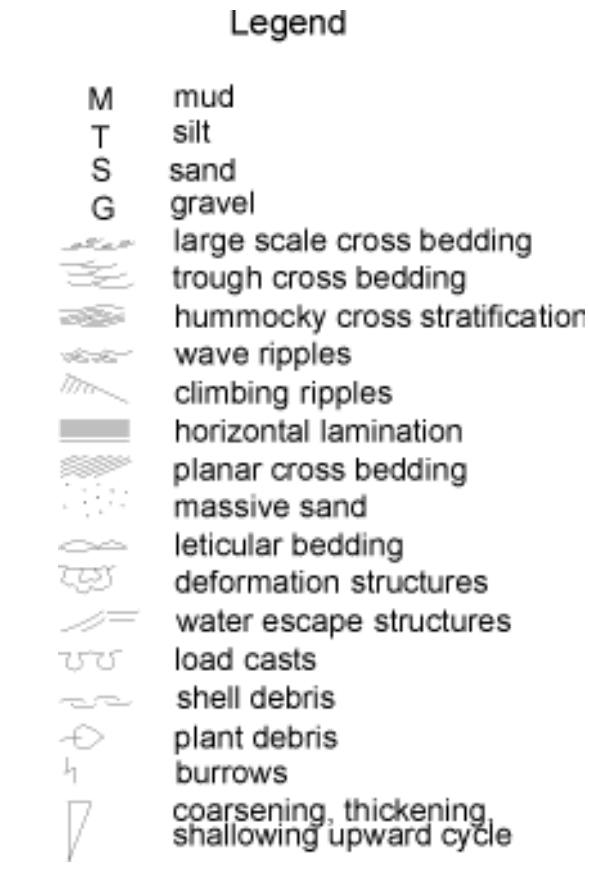 Legend
M mud
T silt
S sand
G gravel
large scale cross bedding
trough cross bedding
hummocky cross stratification
wave ripples
climbing ripples
horizontal lamination
planar cross bedding
massive sand
leticular bedding
deformation structures
water escape structures
load casts
shell debris
plant debris
burrows
coarsening, thickening,
shallowing upward cycle